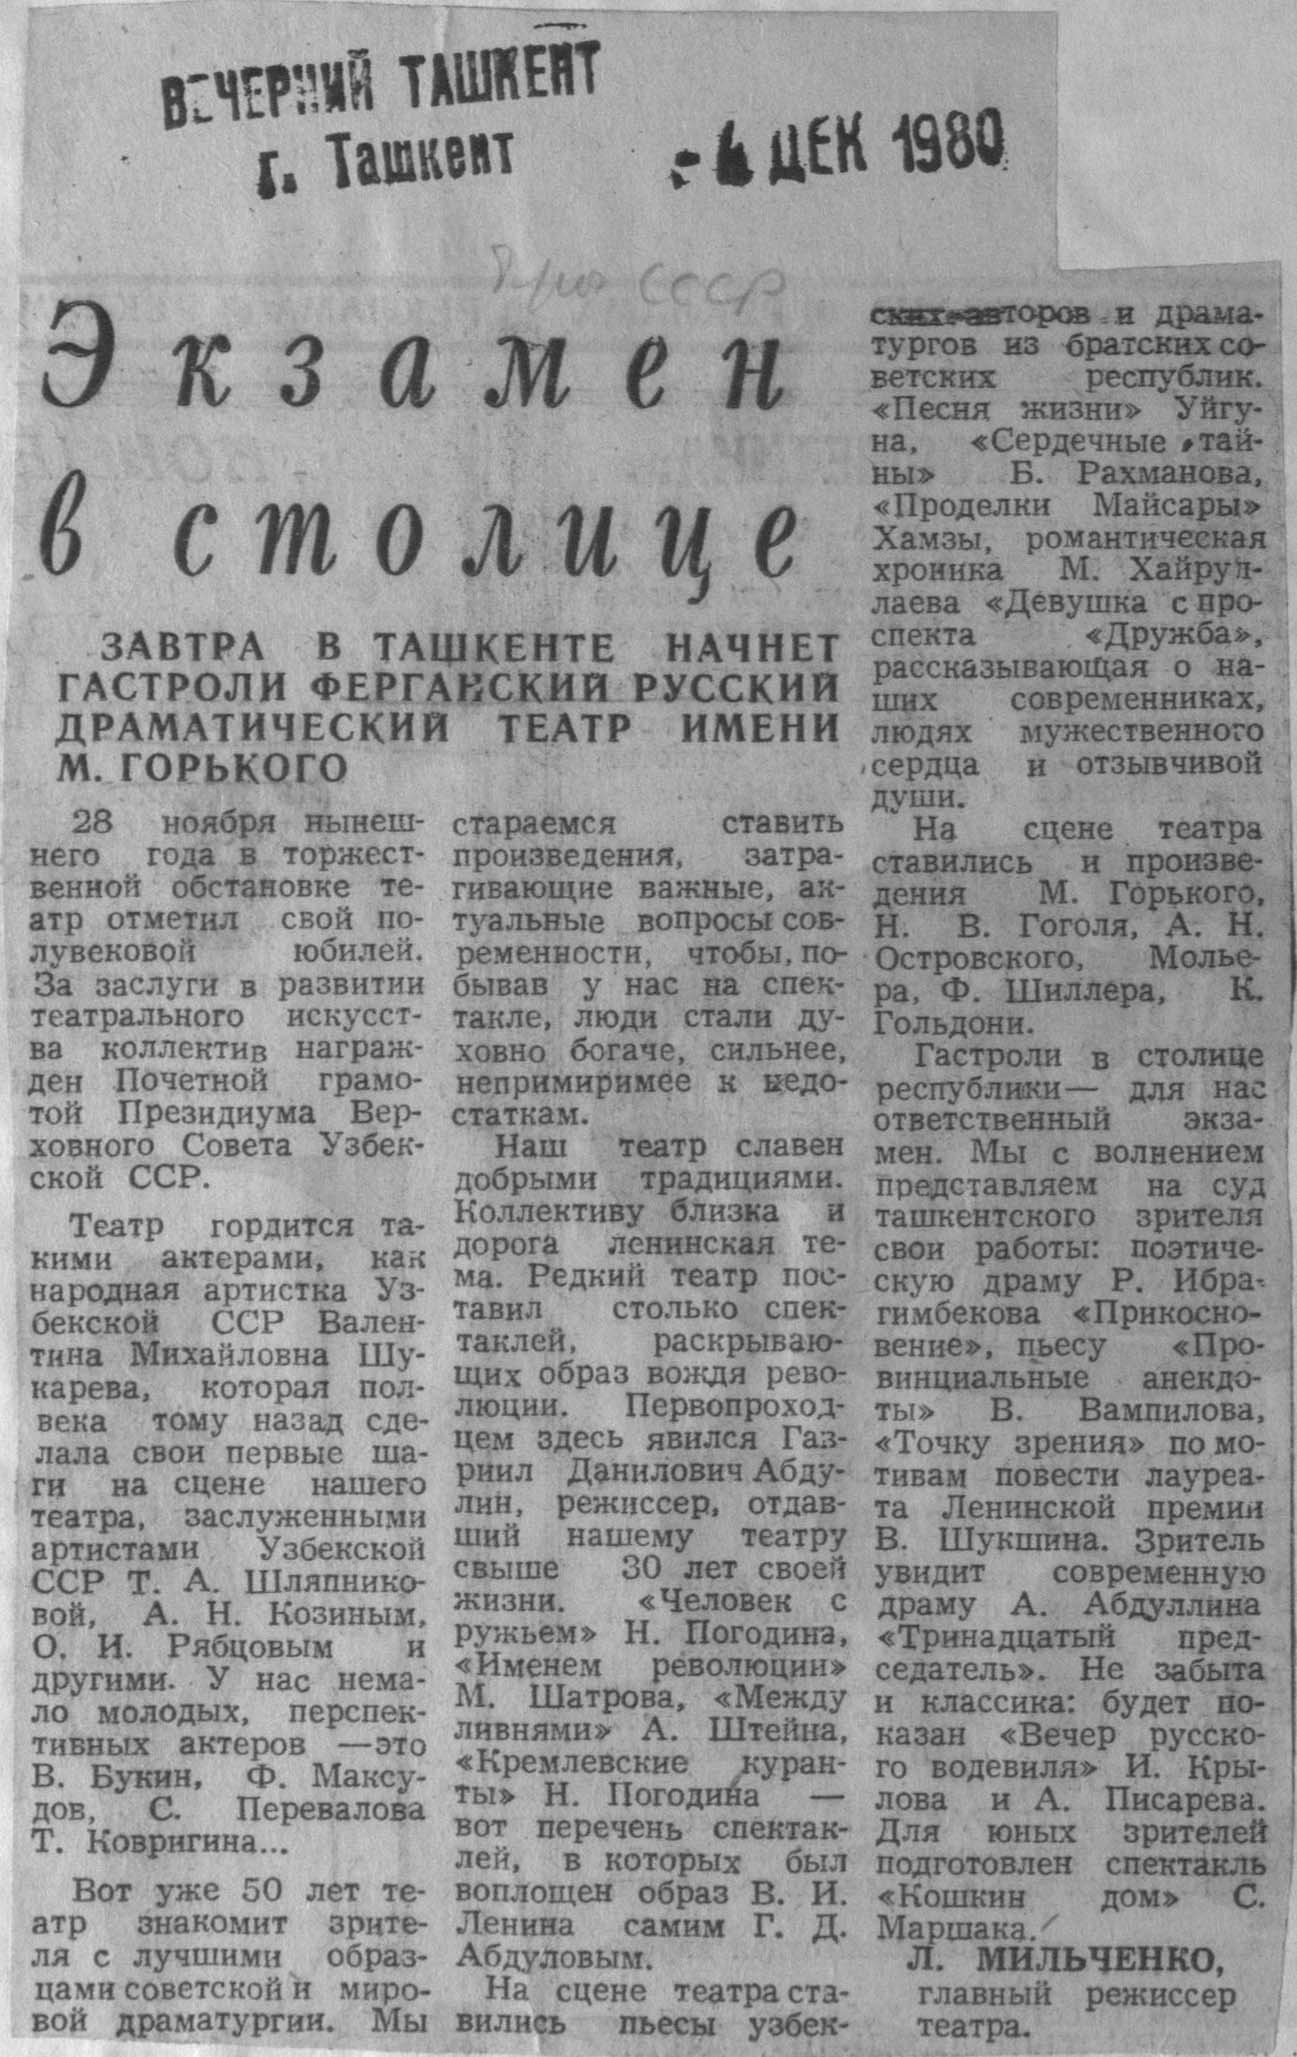 ВЕЧЕРНИЙ ТАШКЕНТ
г. Ташкент
-4 ДЕК 1980
СССР
Экзамен
в столице
ЗАВТРА В ТАШКЕНТЕ НАЧНЕТ
ГАСТРОЛИ ФЕРГАНСКИЙ РУССКИЙ
ДРАМАТИЧЕСКИЙ ТЕАТР ИМЕНИ
М. ГОРЬКОГО
28 ноября нынеш-
него года в торжест-
венной обстановке те-
атр отметил свой по-
лувековой юбилей.
За заслуги в развитии
театрального искусст-
ва коллектив награж-
ден Почетной грамо-
той Президиума Вер-
ховного Совета Узбек-
ской ССР.
Театр гордится та-
кими актерами, как
народная артистка Уз-
бекской ССР Вален-
тина Михайловна Шу-
карева, которая пол-
века тому назад сде-
лала свои первые ша-
ги на сцене нашего
театра, заслуженными
артистами Узбекской
ССР Т. А. Шляпнико-
вой, А. Н. Козиным,
О. И. Рябцовым и
другими. У нас нема-
ло молодых, перспек-
тивных актеров —это
В. Букин, Ф. Максу-
дов, С. Перевалова
Т. Ковригина...
Вот уже 50 лет те-
атр знакомит зрите-
ля с лучшими образ-
цами советской и миро-
вой драматургии. Мы
стараемся ставить
произведения, затра-
гивающие важные, ак-
туальные вопросы сов-
ременности, чтобы, по-
бывав у нас на спек-
такле, люди стали ду-
ховно богаче, сильнее,
непримиримее к недо-
статкам.
Наш театр славен
добрыми традициями.
Коллективу близка и
дорога ленинская те-
ма. Редкий театр пос-
тавил столько спек-
таклей, раскрываю-
щих образ вождя рево-
люции. Первопроход-
цем здесь явился Гав-
риил Данилович Абду-
лин, режиссер, отдав-
ший нашему театру
свыше 30 лет своей
жизни. «Человек с
ружьем» Н. Погодина,
«Именем революции»
М. Шатрова, «Между
ливнями» А. Штейна,
«Кремлевские куран-
ты» Н. Погодина —
вот перечень спектак-
лей, в которых был
воплощен образ В. И.
Ленина самим Г. Д.
Абдуловым.
На сцене театра ста-
вились пьесы узбек-
ских авторов и драма-
тургов из братских со-
ветских республик.
«Песня жизни» Уйгу-
на, «Сердечные тай-
ны» Б. Рахманова,
«Проделки Майсары»
Хамзы, романтическая
хроника М. Хайрул-
лаева «Девушка с про-
спекта «Дружба»,
рассказывающая о на-
ших современниках,
людях мужественного
сердца и отзывчивой
души.
На сцене театра
ставились и произве-
дения М. Горького,
Н. В. Гоголя, А. Н.
Островского, Молье-
ра, Ф. Шиллера, К.
Гольдони.
Гастроли в столице
республики— для нас
ответственный экза-
мен. Мы с волнением
представляем на суд
ташкентского зрителя
свои работы: поэтиче-
скую драму Р. Ибра-
гимбекова «Прикосно-
вение», пьесу «Про-
винциальные анекдо-
ты» В. Вампилова,
«Точку зрения» по мо-
тивам повести лауреа-
та Ленинской премии
В. Шукшина. Зритель
увидит современную
драму А. Абдуллина
«Тринадцатый пред-
седатель». Не забыта
и классика: будет по-
казан «Вечер русско-
го водевиля» И. Кры-
лова и А. Писарева.
Для юных зрителей
подготовлен спектакль
«Кошкин дом» С.
Маршака.
Л. МИЛЬЧЕНКО,
главный режиссер
театра.